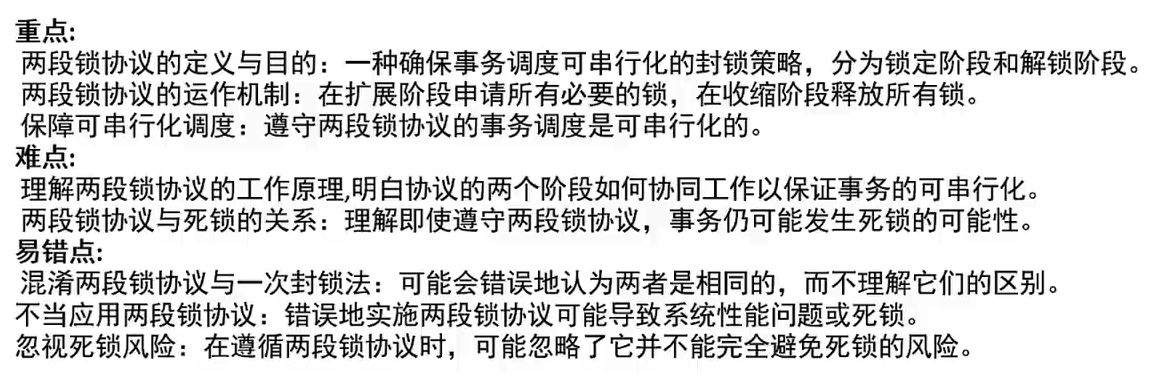 重点:
两段锁协议的定义与目的：一种确保事务调度可串行化的封锁策略，分为锁定阶段和解锁阶段。
两段锁协议的运作机制：在扩展阶段申请所有必要的锁，在收缩阶段释放所有锁。
保障可串行化调度：遵守两段锁协议的事务调度是可串行化的。
难点:
理解两段锁协议的工作原理,明白协议的两个阶段如何协同工作以保证事务的可串行化。
两段锁协议与死锁的关系：理解即使遵守两段锁协议，事务仍可能发生死锁的可能性。
易错点:
混淆两段锁协议与一次封锁法：可能会错误地认为两者是相同的，而不理解它们的区别。
不当应用两段锁协议：错误地实施两段锁协议可能导致系统性能问题或死锁。
忽视死锁风险：在遵循两段锁协议时，可能忽略了它并不能完全避免死锁的风险。